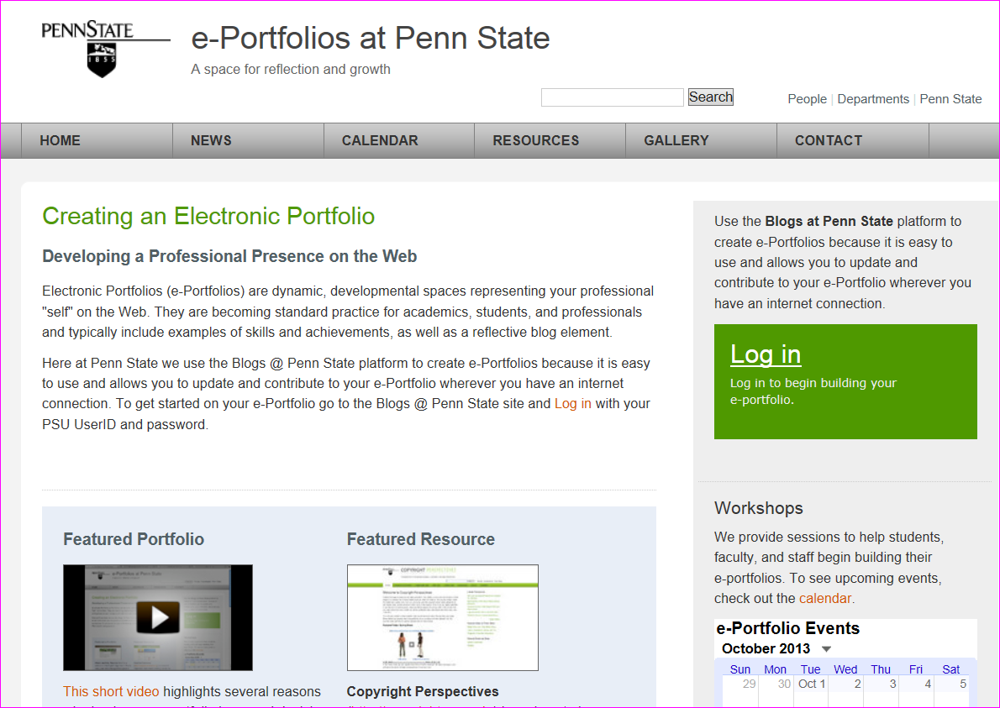 PENNSTATE
1855
e-Portfolios at Penn State
A space for reflection and growth
Search
People | Departments | Penn State
HOME
NEWS
CALENDAR
RESOURCES
GALLERY
CONTACT
Creating an Electronic Portfolio
Developing a Professional Presence on the Web
Electronic Portfolios (e-Portfolios) are dynamic, developmental spaces representing your professional
"self" on the Web. They are becoming standard practice for academics, students, and professionals
and typically include examples of skills and achievements, as well as a reflective blog element.
Here at Penn State we use the Blogs @ Penn State platform to create e-Portfolios because it is easy
to use and allows you to update and contribute to your e-Portfolio wherever you have an internet
connection. To get started on your e-Portfolio go to the Blogs @ Penn State site and Log in with your
PSU UserID and password.
Featured Portfolio
e-Portfolios at Penn State
This short video highlights several reasons
Featured Resource
COPYRIGHT PERSPECTIVES
Welcome to Copyright Perspectives
Copyright Perspectives
Use the Blogs at Penn State platform to
create e-Portfolios because it is easy to
use and allows you to update and
contribute to your e-Portfolio wherever you
have an internet connection.
Log in
Log in to begin building your
e-portfolio.
Workshops
We provide sessions to help students,
faculty, and staff begin building their
e-portfolios. To see upcoming events,
check out the calendar.
e-Portfolio Events
October 2013
Sun Mon Tue Wed Thu Fri Sat
29 30 Oct 1 2 3 4 5